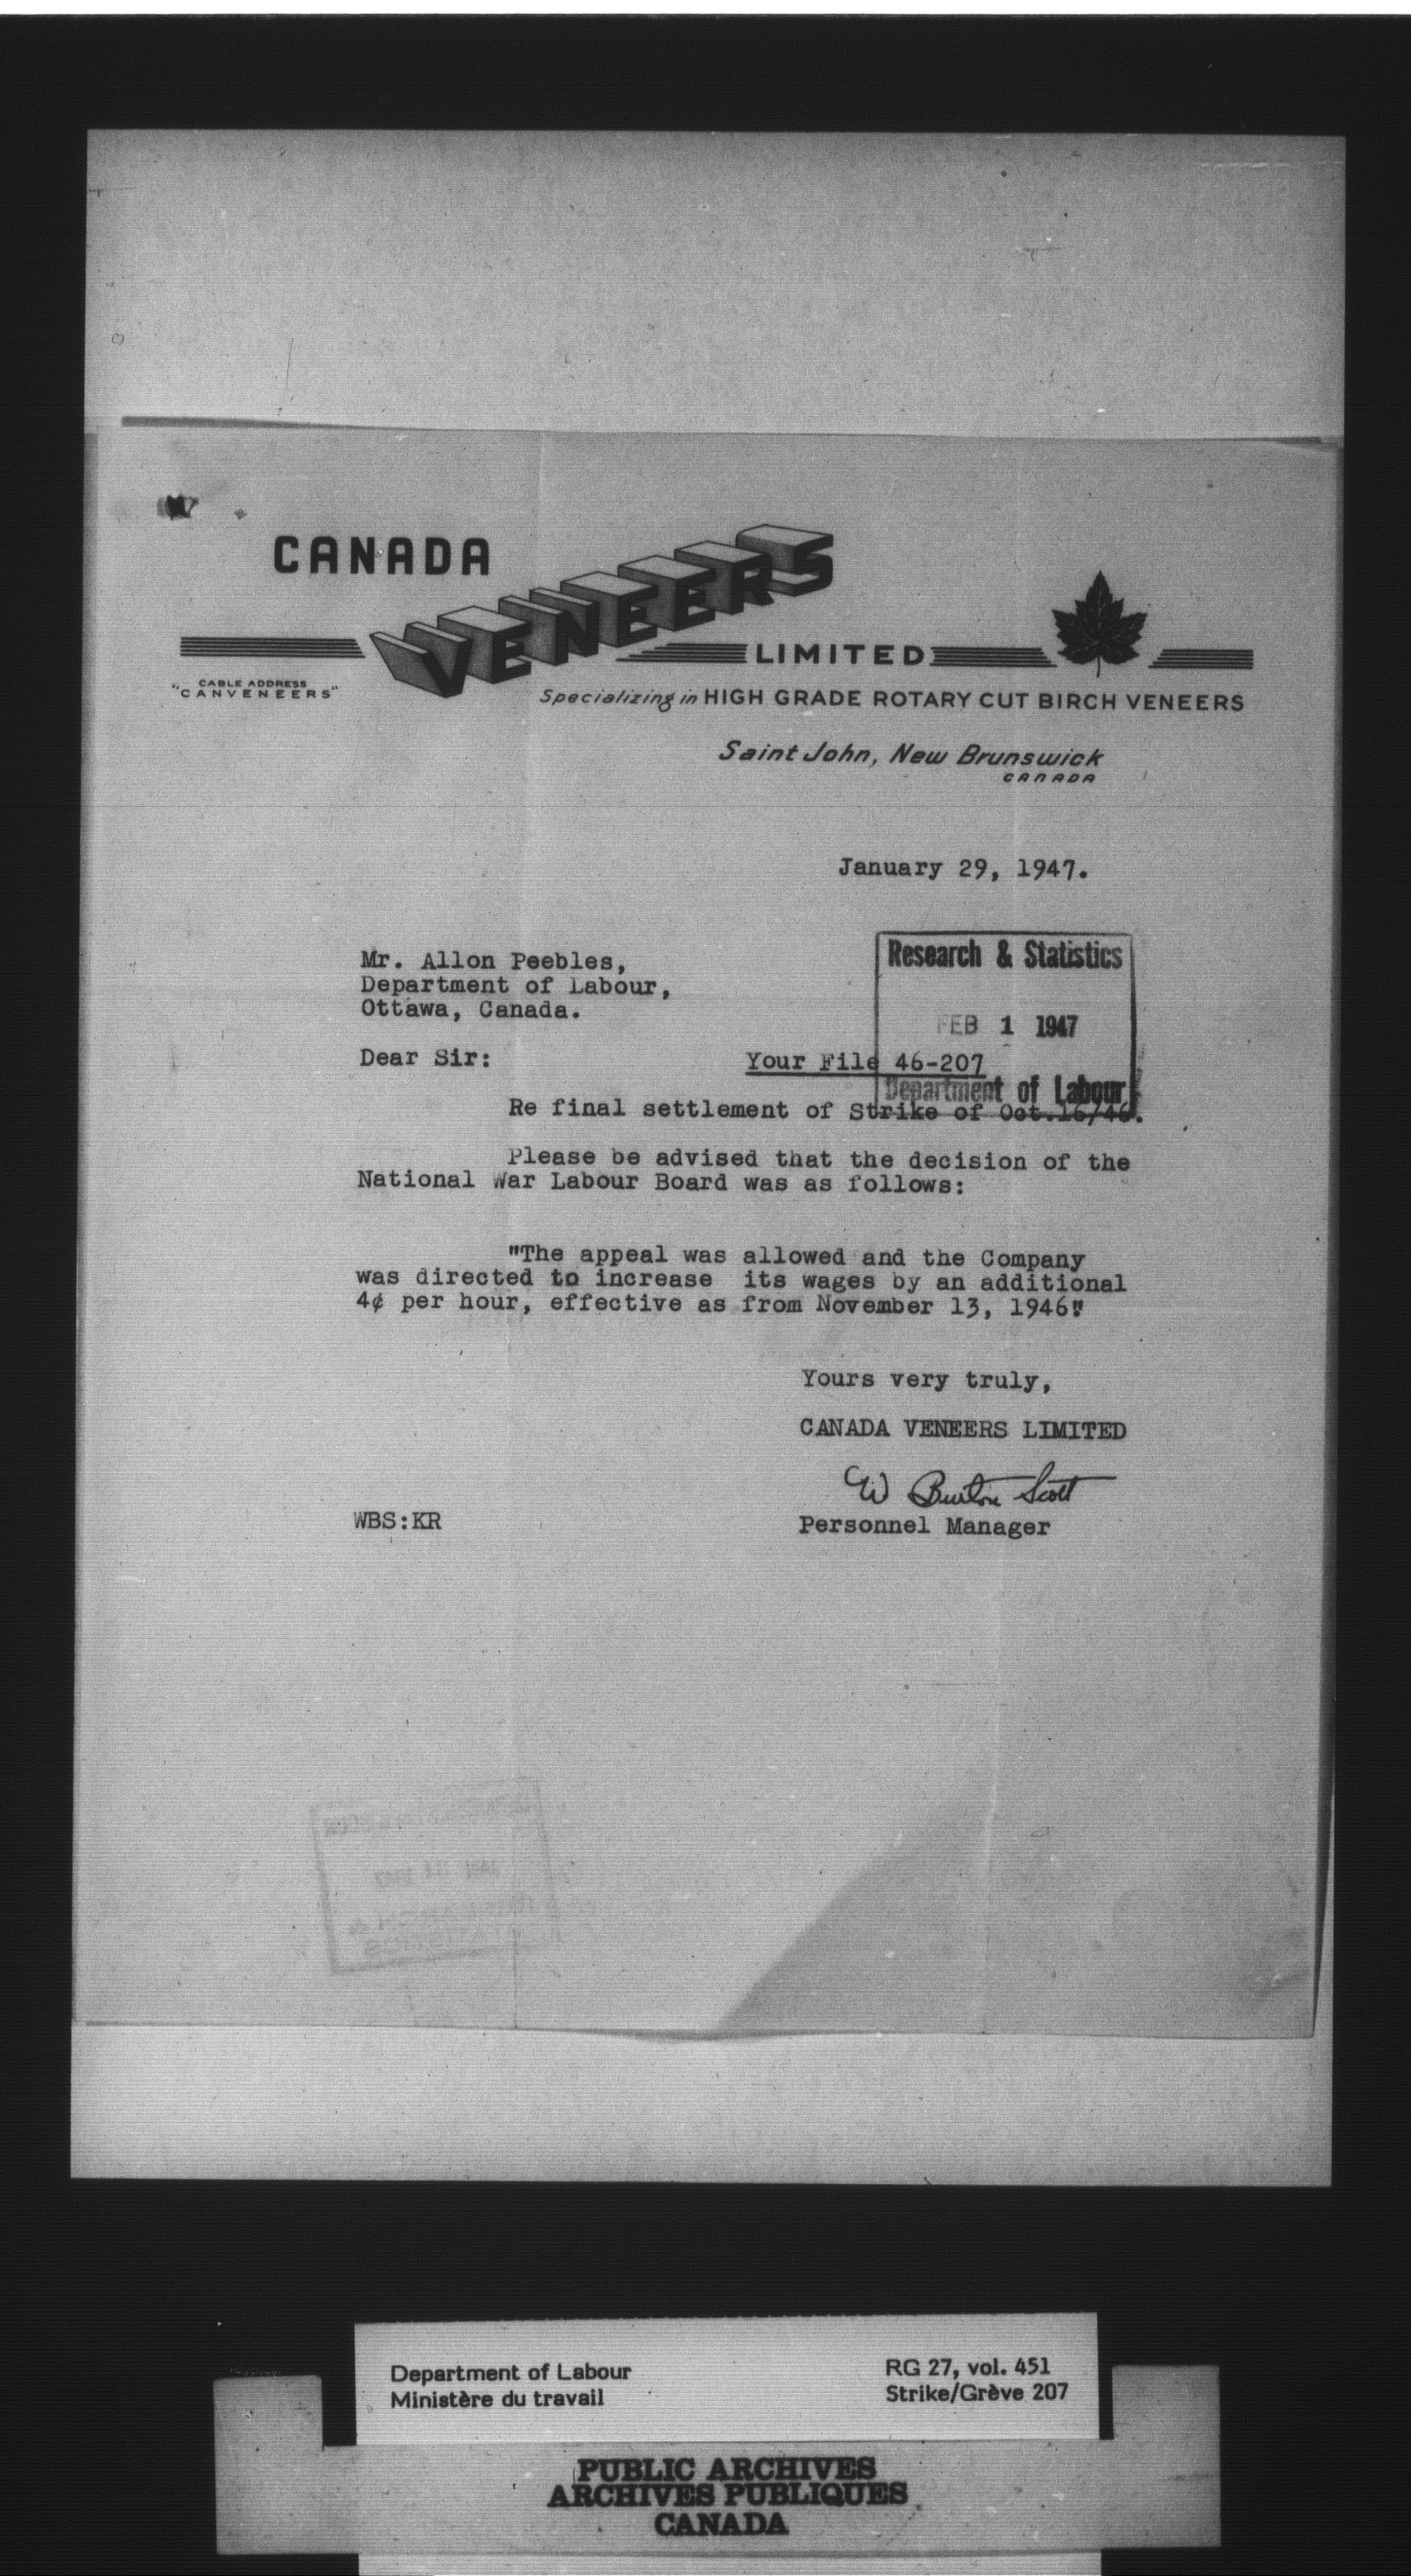 CANADA
VENEERS
LIMITED
CABLE ADDRESS
"CANVENEERS"
Specializing in HIGH GRADE ROTARY CUT BIRCH VENEERS
Saint John, New Brunswick
CANADA
January 29, 1947.
Mr. Allon Peebles,
Department of Labour,
Ottawa, Canada.
Research & Statistics
FEB 1 1947
Department of Labour
Dear Sir:
Your File 46-207
Re final settlement of Strike of Oct.16/46.
Please be advised that the decision of the
National War Labour Board was as follows:
"The appeal was allowed and the Company
was directed to increase its wages by an additional
4¢ per hour, effective as from November 13, 1946."
Yours very truly,
CANADA VENEERS LIMITED
W Burton Scott
WBS:KR
Personnel Manager
Department of Labour
Ministère du travail
RG 27, vol. 451
Strike/Grève 207
PUBLIC ARCHIVES
ARCHIVES PUBLIQUES
CANADA